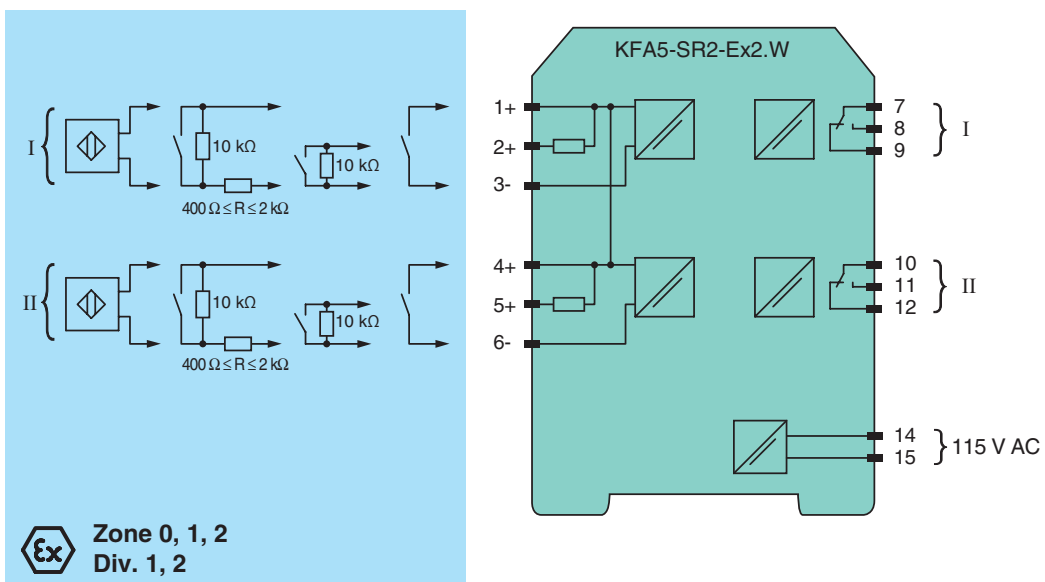 KFA5-SR2-Ex2.W
I
10 kΩ
10 kΩ
400 Ω ≤ R ≤ 2 kΩ
1+
2+
3-
7
8
9
I
II
10 kΩ
10 kΩ
400 Ω ≤ R ≤ 2 kΩ
4+
5+
6-
10
11
12
II
14
15
115 V AC
Ex
Zone 0, 1, 2
Div. 1, 2